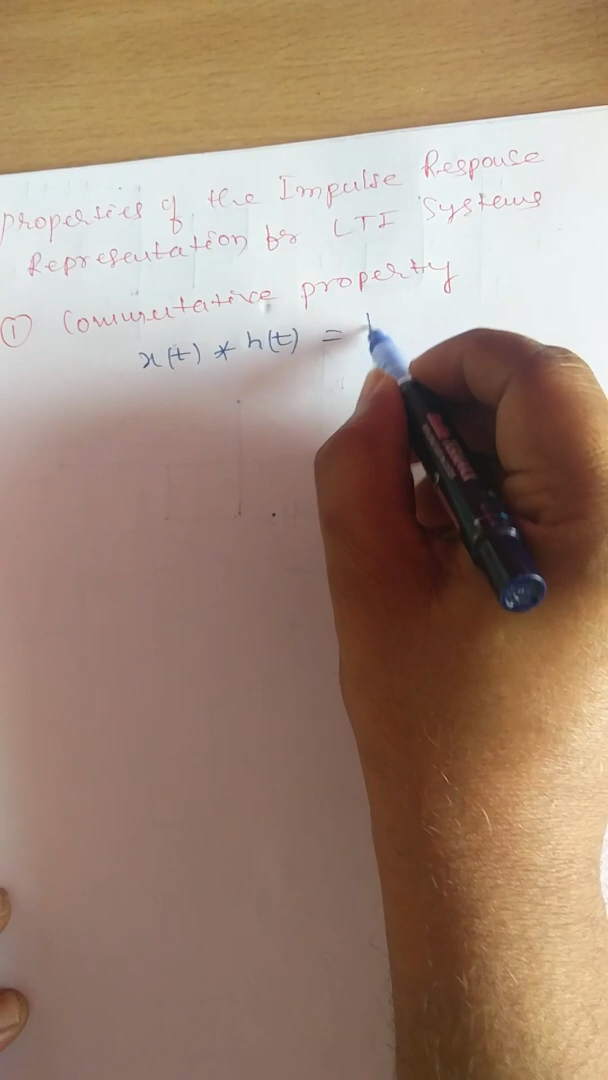 properties of the Impulse Response
Representation for LTI Systems
① Commutative property
x(t) * h(t) =